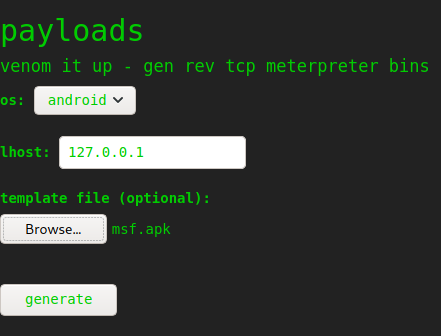 payloads
venom it up - gen rev tcp meterpreter bins
os: android
lhost: 127.0.0.1
template file (optional):
Browse... msf.apk
generate